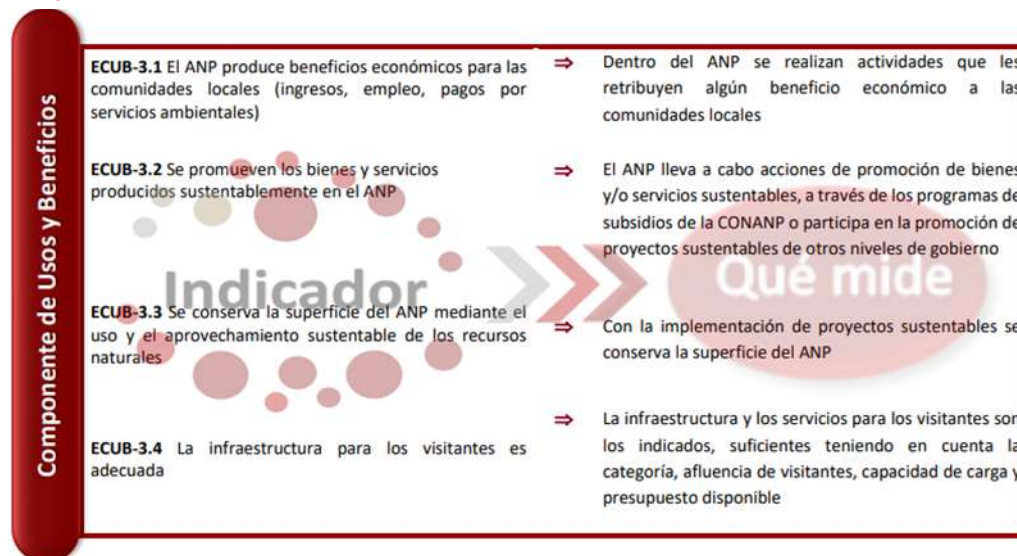 Componente de Usos y Beneficios
ECUB-3.1 El ANP produce beneficios económicos para las
comunidades locales (ingresos, empleo, pagos por
servicios ambientales)
⇒ Dentro del ANP se realizan actividades que les
retribuyen algún beneficio económico a las
comunidades locales
ECUB-3.2 Se promueven los bienes y servicios
producidos sustentablemente en el ANP
⇒ El ANP lleva a cabo acciones de promoción de bienes
y/o servicios sustentables, a través de los programas de
subsidios de la CONANP o participa en la promoción de
proyectos sustentables de otros niveles de gobierno
Indicador
Qué mide
ECUB-3.3 Se conserva la superficie del ANP mediante el
uso y el aprovechamiento sustentable de los recursos
naturales
⇒ Con la implementación de proyectos sustentables se
conserva la superficie del ANP
ECUB-3.4 La infraestructura para los visitantes es
adecuada
⇒ La infraestructura y los servicios para los visitantes son
los indicados, suficientes teniendo en cuenta la
categoría, afluencia de visitantes, capacidad de carga y
presupuesto disponible